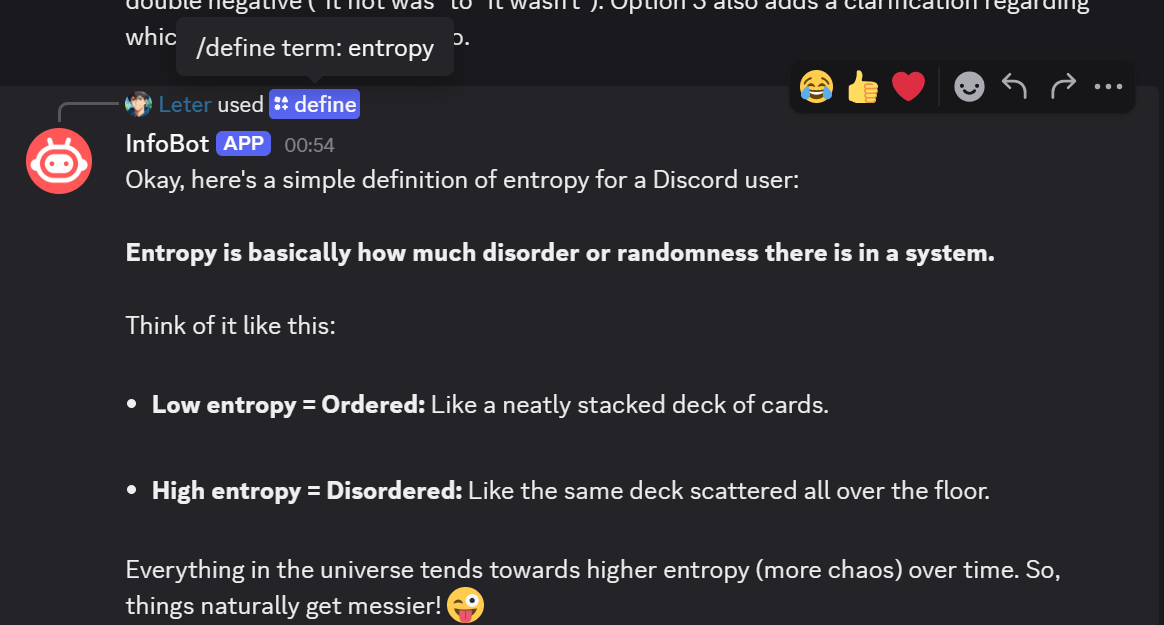 double negative ("it not was" to "it wasn't"). Option 3 also adds a clarification regarding
whic o.
/define term: entropy
Leter used define
InfoBot APP 00:54
Okay, here's a simple definition of entropy for a Discord user:
Entropy is basically how much disorder or randomness there is in a system.
Think of it like this:
• Low entropy = Ordered: Like a neatly stacked deck of cards.
• High entropy = Disordered: Like the same deck scattered all over the floor.
Everything in the universe tends towards higher entropy (more chaos) over time. So,
things naturally get messier! 😜